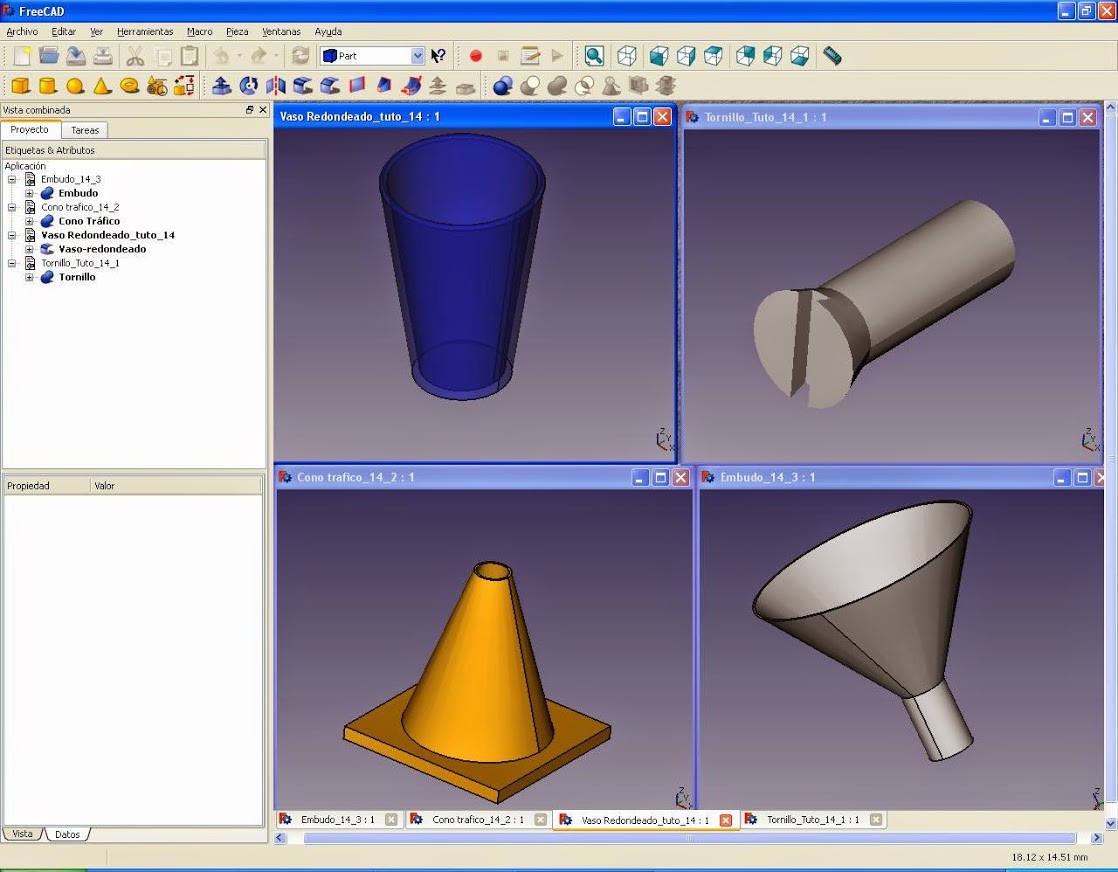 FreeCAD
Archivo Editar Ver Herramientas Macro Pieza Ventanas Ayuda
Part
Vista combinada
Proyecto Tareas
Etiquetas & Atributos
Aplicación
Embudo_14_3
Embudo
Cono trafico_14_2
Cono Tráfico
Vaso Redondeado_tuto_14
Vaso-redondeado
Tornillo_Tuto_14_1
Tornillo
Propiedad Valor
Vista Datos
Vaso Redondeado_tuto_14 : 1
Z Y X
Tornillo_Tuto_14_1 : 1
Z Y X
Cono trafico_14_2 : 1
Z Y X
Embudo_14_3 : 1
Z
Embudo_14_3 : 1 Cono trafico_14_2 : 1 Vaso Redondeado_tuto_14 : 1 Tornillo_Tuto_14_1 : 1
18.12 x 14.51 mm